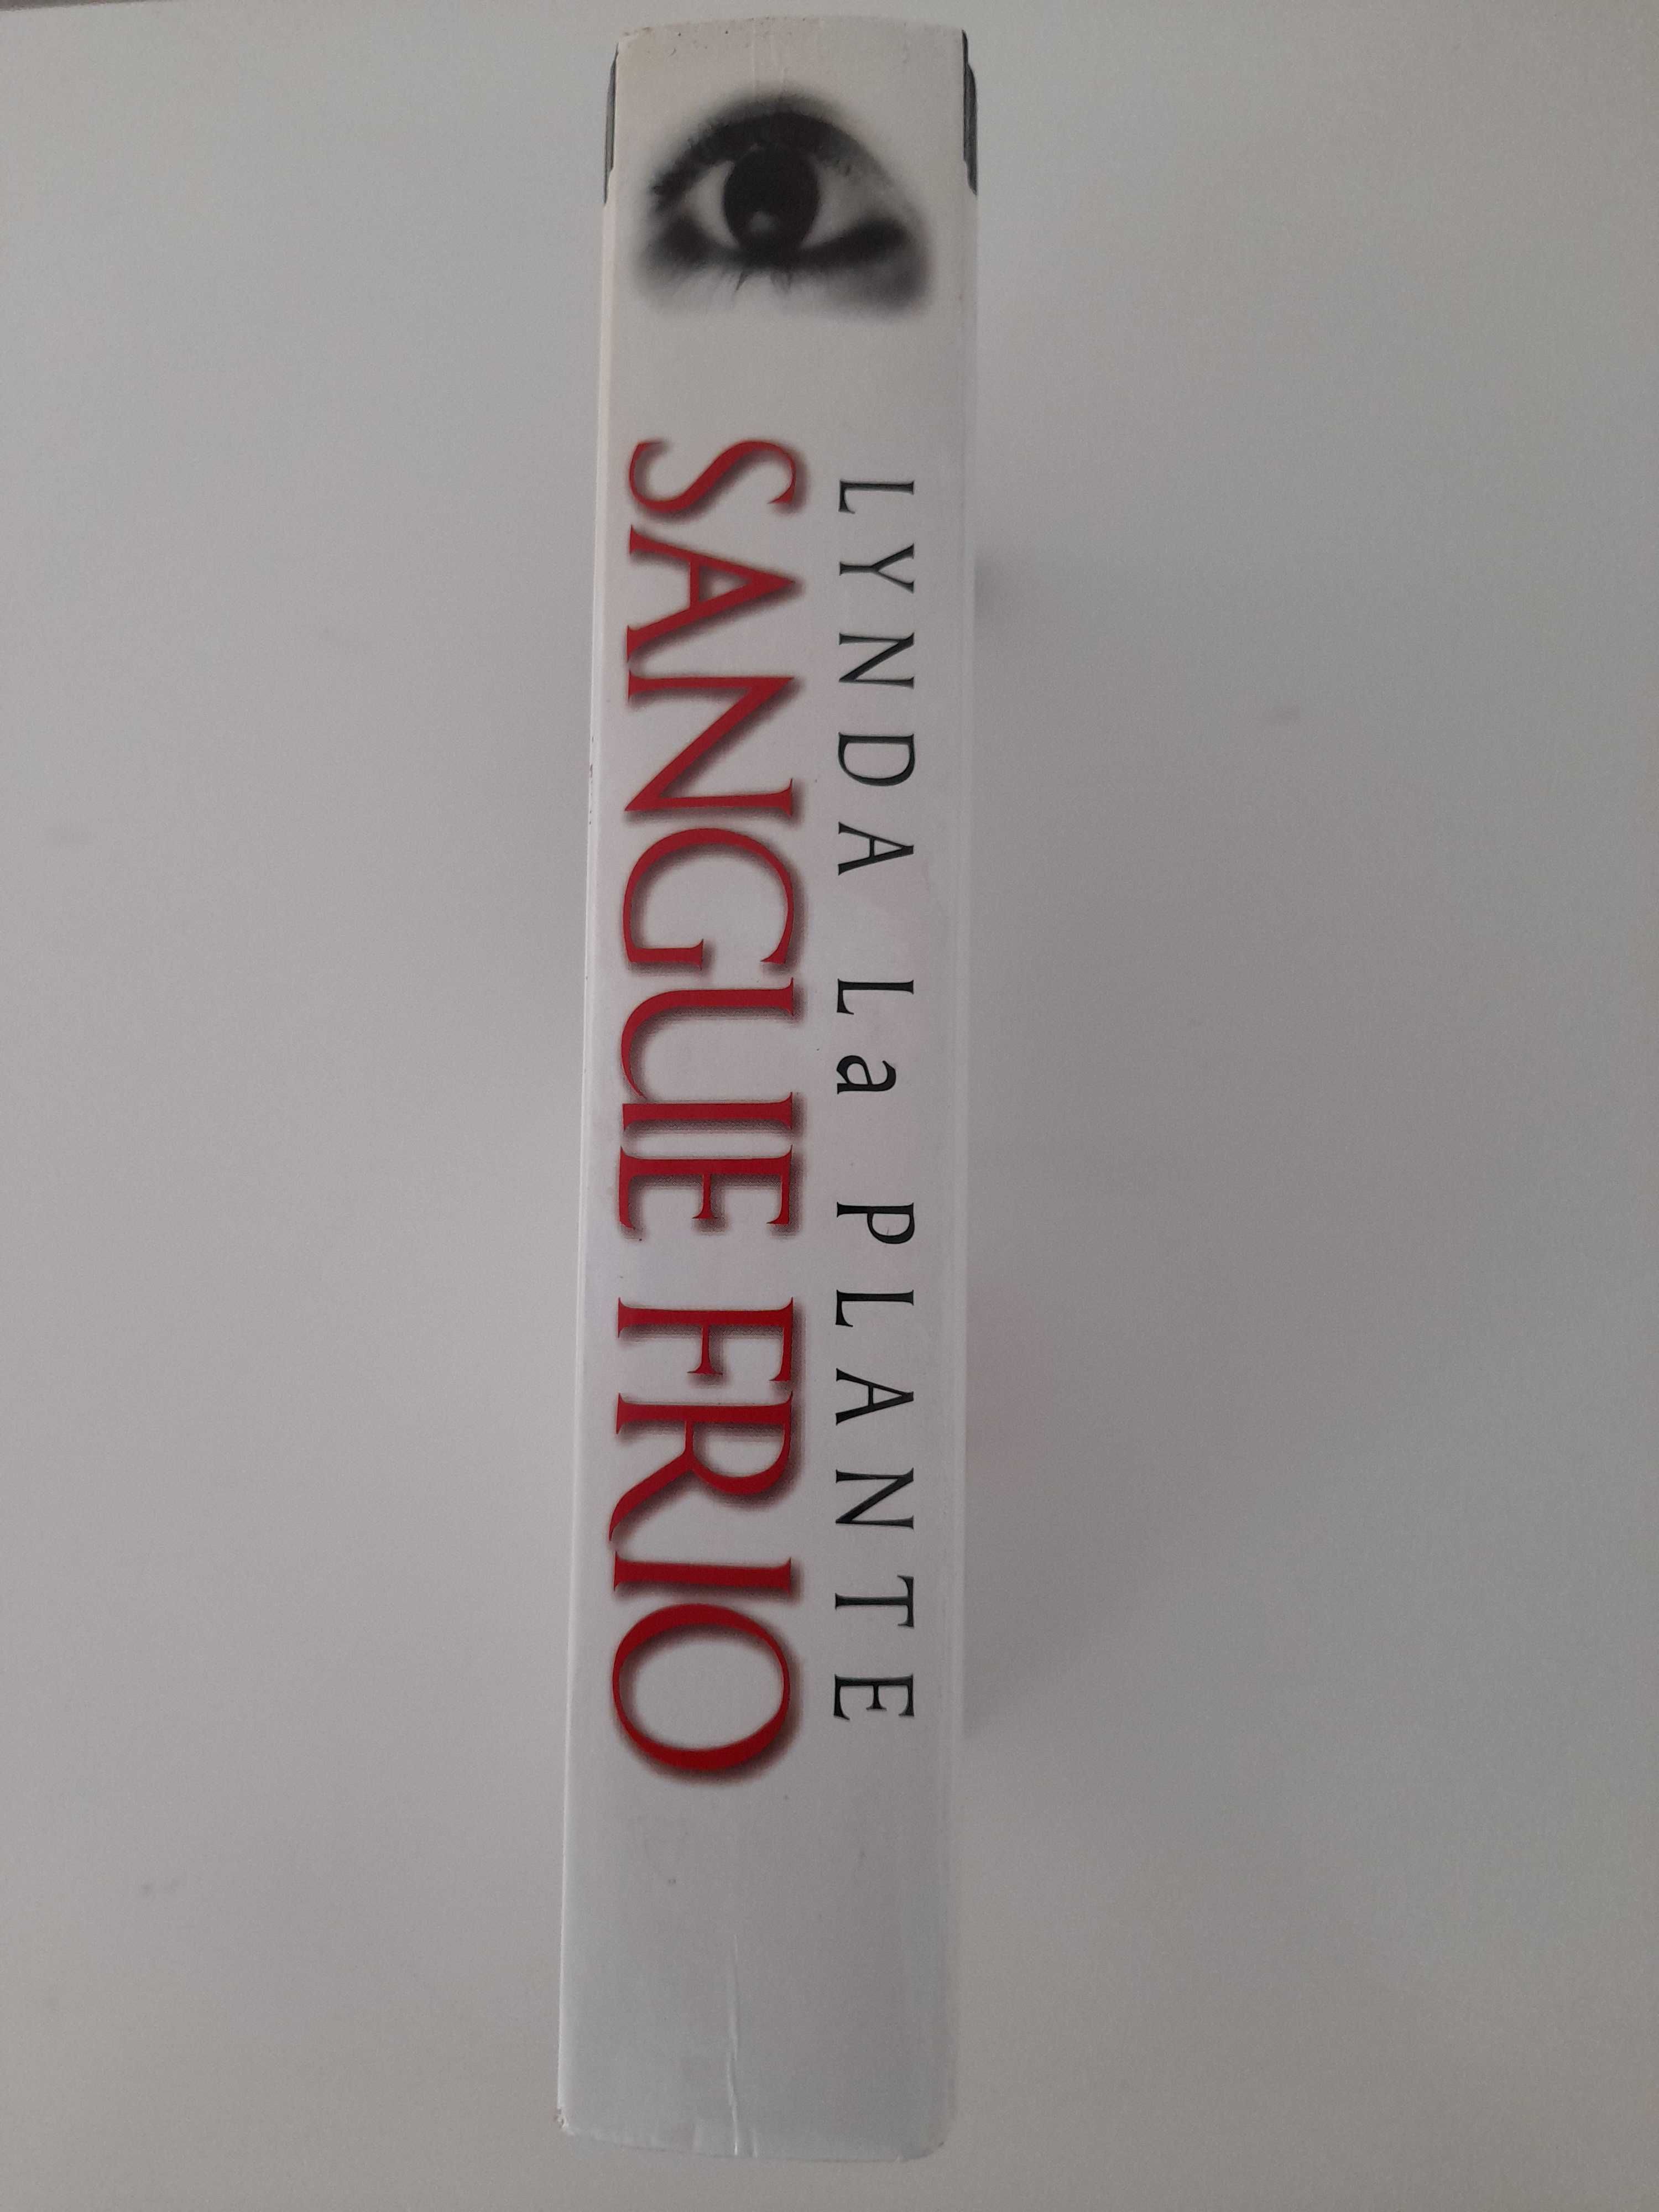 LYNDA La PLANTE
SANGUE FRIO